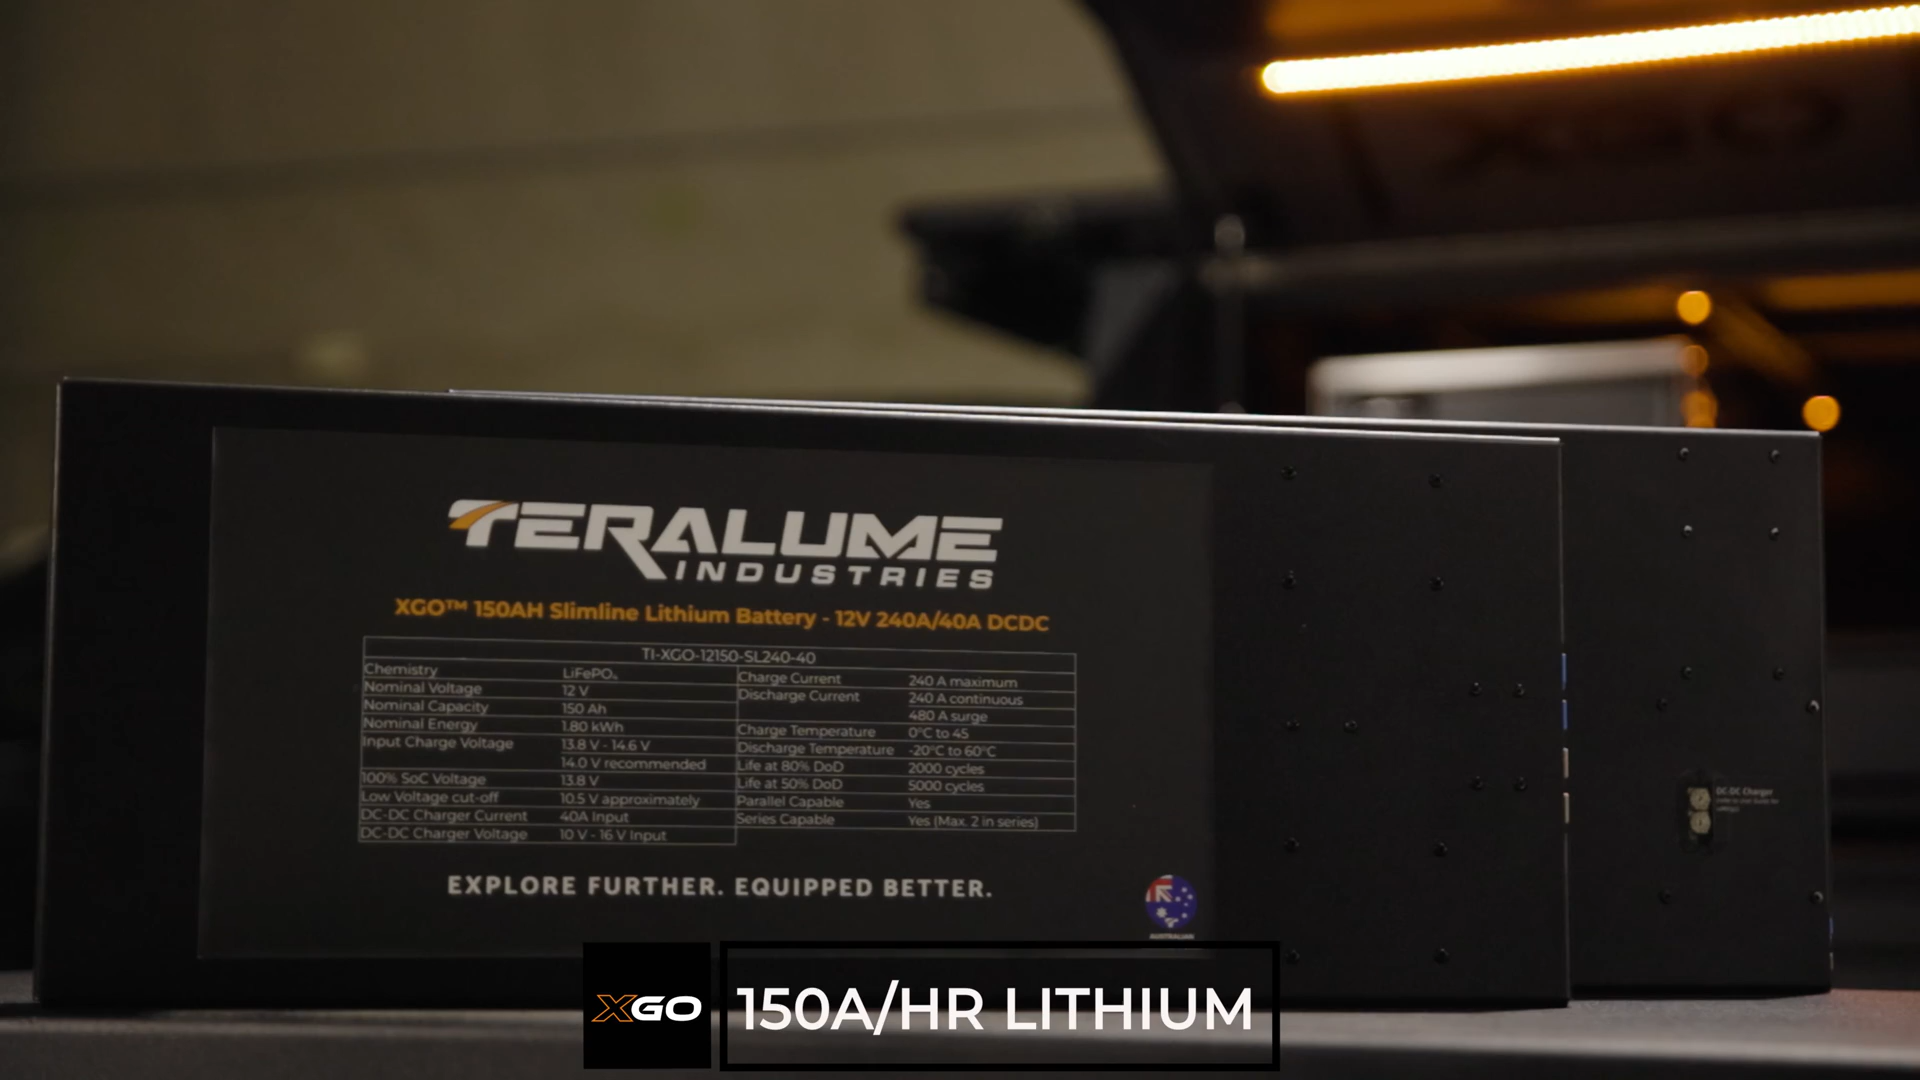 TERALUME
INDUSTRIES
XGO™ 150AH Slimline Lithium Battery - 12V 240A/40A DCDC
TI-XGO-12150-SL240-40
Chemistry LiFePO₄
Nominal Voltage 12 V
Nominal Capacity 150 Ah
Nominal Energy 1.80 kWh
Input Charge Voltage 13.8 V - 14.6 V
14.0 V recommended
100% SoC Voltage 13.8 V
Low Voltage cut-off 10.5 V approximately
DC-DC Charger Current 40A Input
DC-DC Charger Voltage 10 V - 16 V Input
Charge Current 240 A maximum
Discharge Current 240 A continuous
480 A surge
Charge Temperature 0°C to 45
Discharge Temperature -20°C to 60°C
Life at 80% DoD 2000 cycles
Life at 50% DoD 5000 cycles
Parallel Capable Yes
Series Capable Yes (Max. 2 in series)
EXPLORE FURTHER. EQUIPPED BETTER.
AUSTRALIAN
DC-DC Charger
XGO 150A/HR LITHIUM